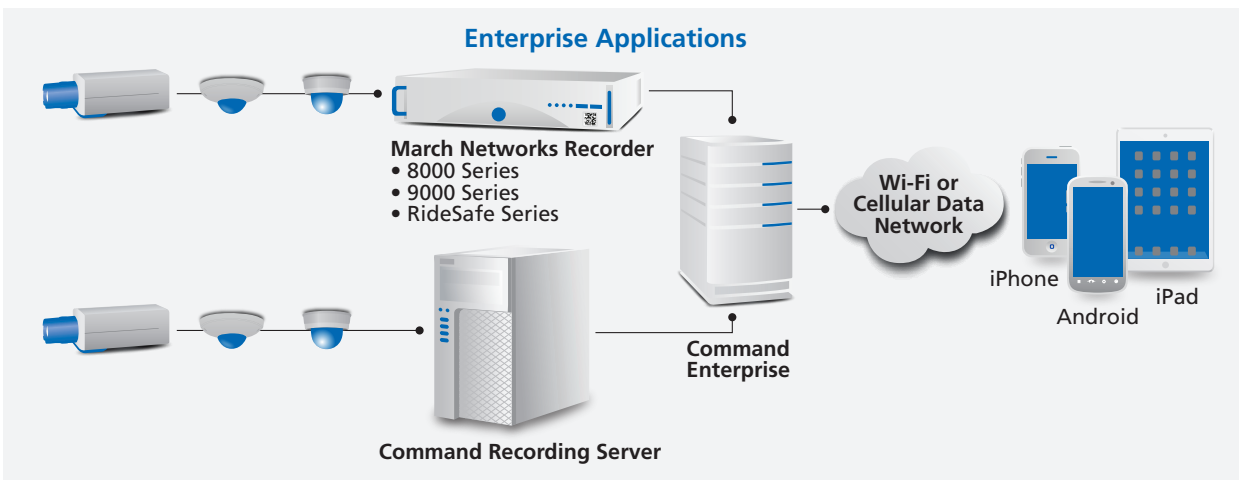 Enterprise Applications
March Networks Recorder
• 8000 Series
• 9000 Series
• RideSafe Series
Wi-Fi or
Cellular Data
Network
iPhone
Android
iPad
Command
Enterprise
Command Recording Server